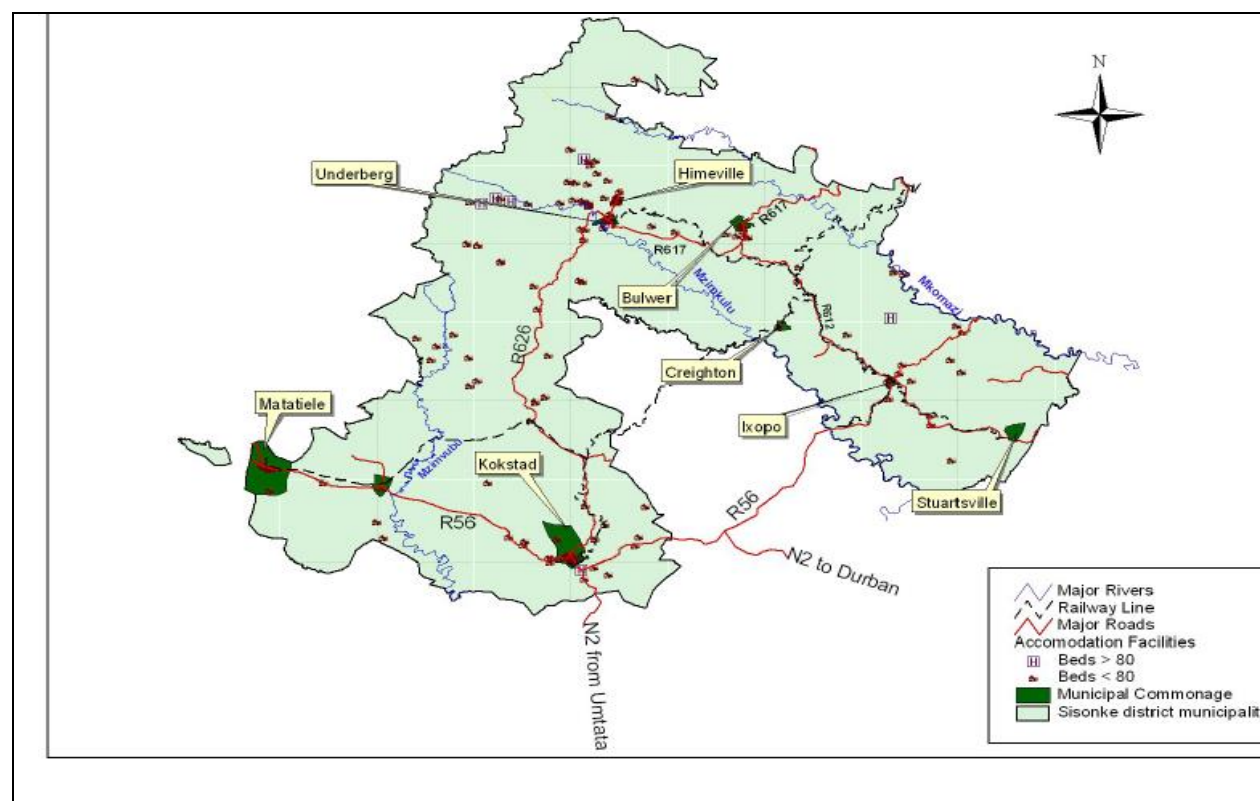 N
Underberg
Himeville
R617
R617
Bulwer
Mzimkulu
Mkomazi
R612
R626
Creighton
Matatiele
Ixopo
Mzimvubu
Kokstad
Stuartsville
R56
R56
N2 to Durban
N2 from Umtata
Major Rivers
Railway Line
Major Roads
Accomodation Facilities
H Beds > 80
Beds < 80
Municipal Commonage
Sisonke district municipalit